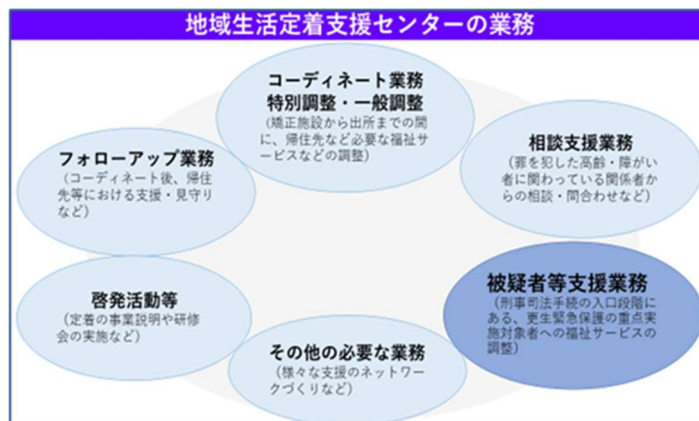 地域生活定着支援センターの業務
コーディネート業務
特別調整・一般調整
(矯正施設から出所までの間
に、帰住先など必要な福祉サ
ービスなどの調整)
相談支援業務
(罪を犯した高齢・障がい
者に関わっている関係者か
らの相談・問合わせなど)
被疑者等支援業務
(刑事司法手続の入口段階に
ある、更生緊急保護の重点実
施対象者への福祉サービスの
調整)
その他の必要な業務
(様々な支援のネットワー
クづくりなど)
啓発活動等
(定着の事業説明や研修
会の実施など)
フォローアップ業務
(コーディネート後、帰住
先等における支援・見守り
など)